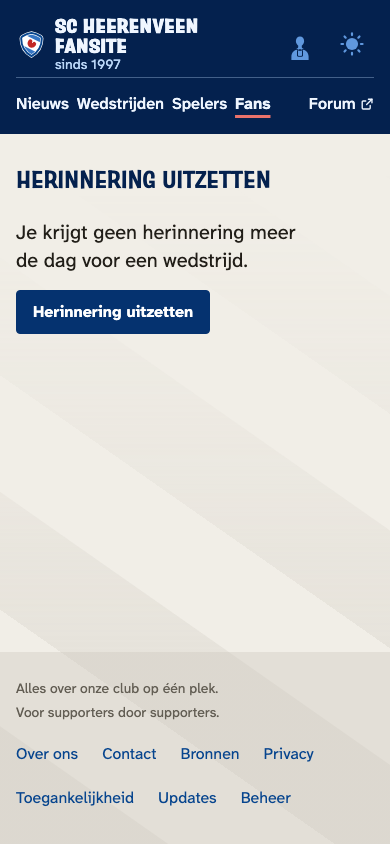 SC HEERENVEEN
FANSITE
sinds 1997
Nieuws Wedstrijden Spelers Fans Forum
HERINNERING UITZETTEN
Je krijgt geen herinnering meer
de dag voor een wedstrijd.
Herinnering uitzetten
Alles over onze club op één plek.
Voor supporters door supporters.
Over ons Contact Bronnen Privacy
Toegankelijkheid Updates Beheer